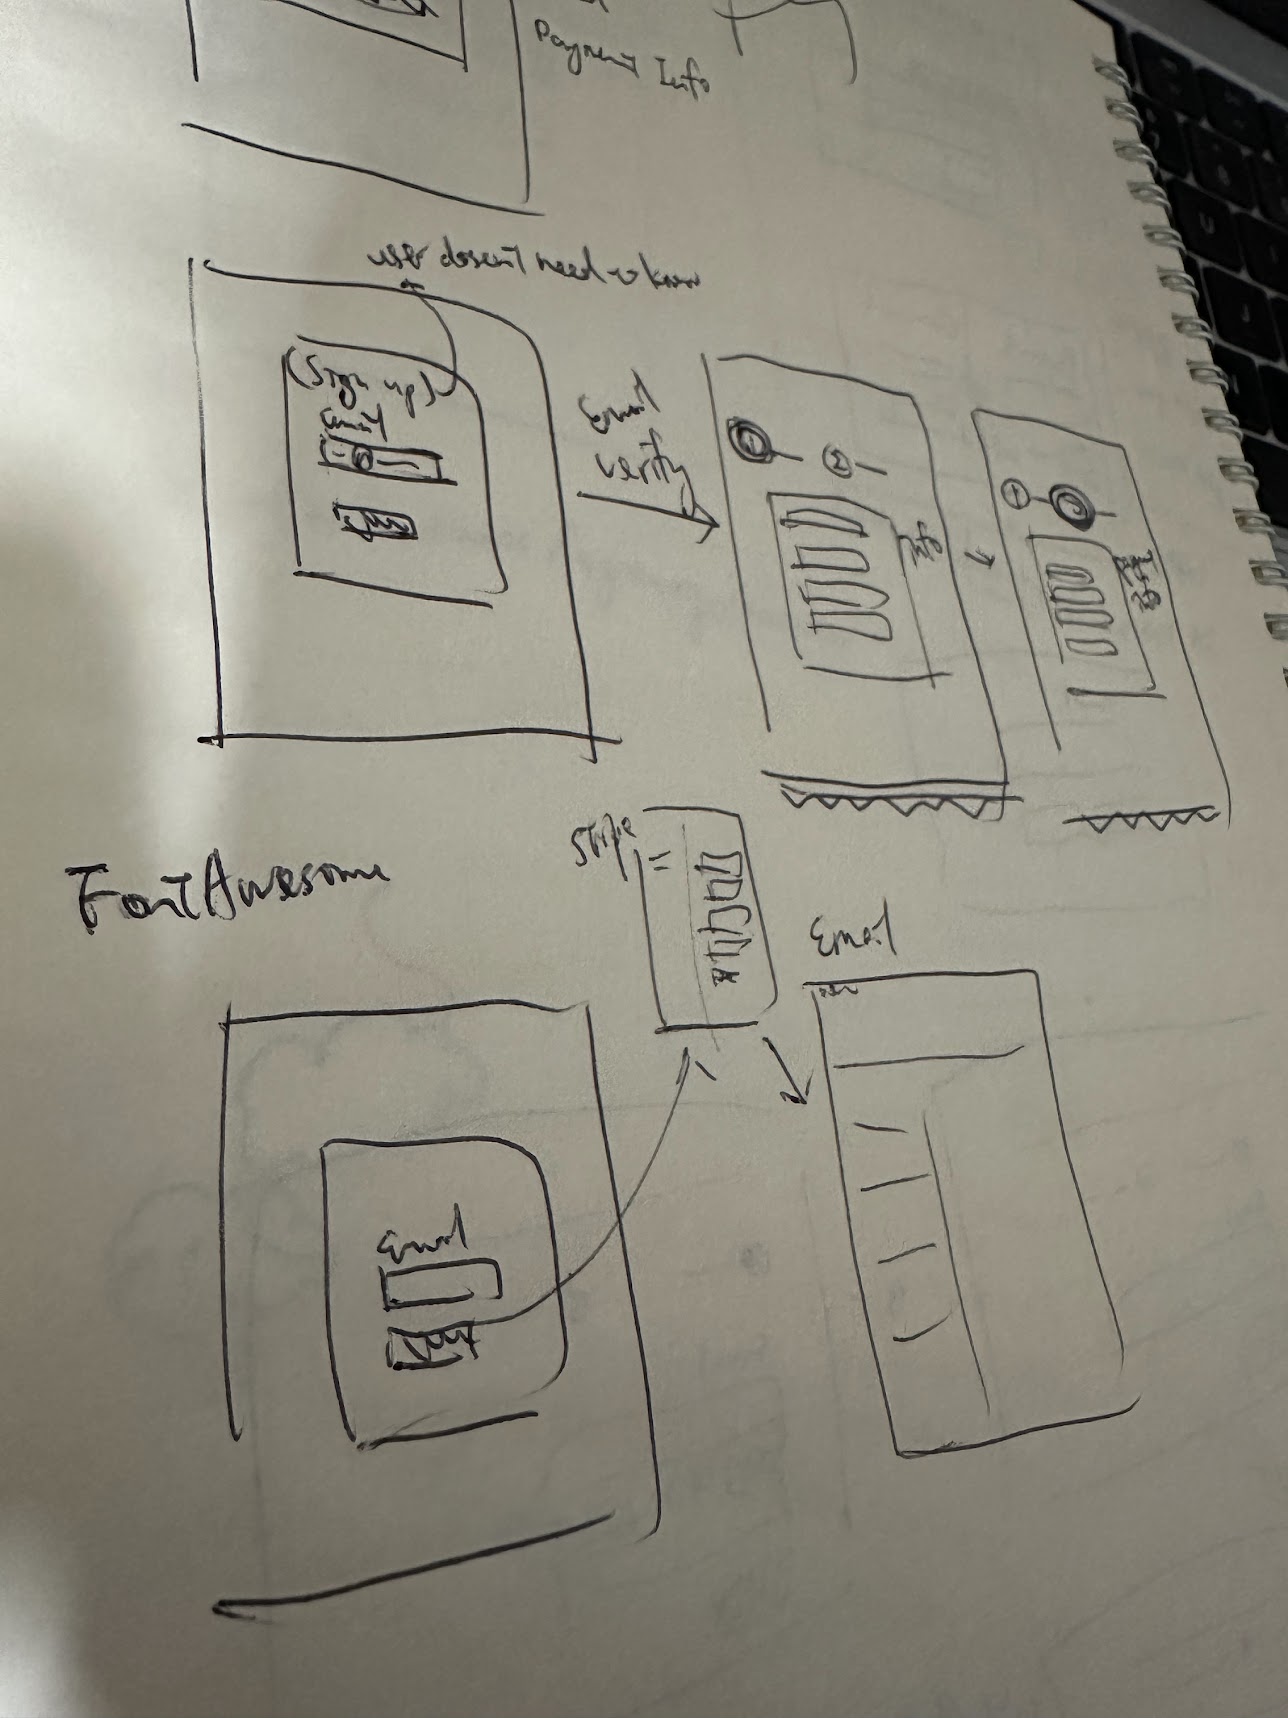 Payment Info
user doesn't need to know
(Sign up)
Email
Email
verify
1
2
Info
1
2
Info
Stripe
FontAwesome
Email
Email
Next